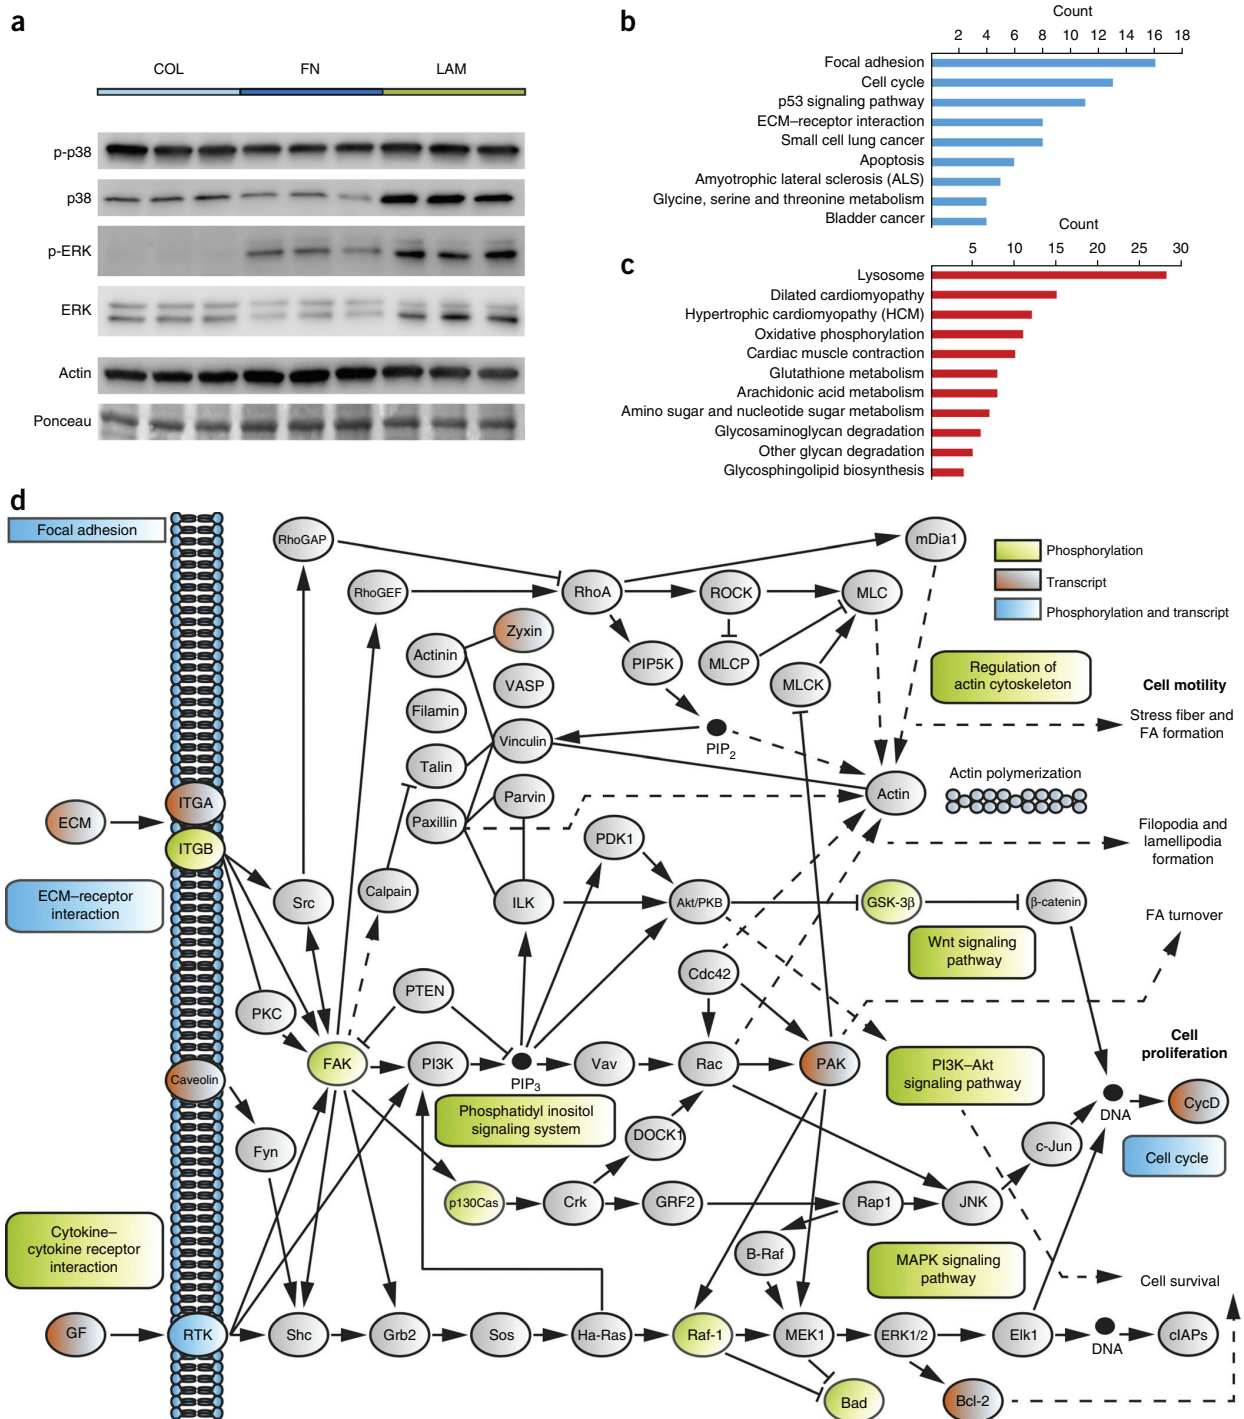 a
COL FN LAM
p-p38
p38
p-ERK
ERK
Actin
Ponceau
b
Count
2 4 6 8 10 12 14 16 18
Focal adhesion
Cell cycle
p53 signaling pathway
ECM–receptor interaction
Small cell lung cancer
Apoptosis
Amyotrophic lateral sclerosis (ALS)
Glycine, serine and threonine metabolism
Bladder cancer
c
Count
5 10 15 20 25 30
Lysosome
Dilated cardiomyopathy
Hypertrophic cardiomyopathy (HCM)
Oxidative phosphorylation
Cardiac muscle contraction
Glutathione metabolism
Arachidonic acid metabolism
Amino sugar and nucleotide sugar metabolism
Glycosaminoglycan degradation
Other glycan degradation
Glycosphingolipid biosynthesis
d
Focal adhesion
RhoGAP
mDia1
Phosphorylation
Transcript
Phosphorylation and transcript
RhoGEF
RhoA
ROCK
MLC
Zyxin
Actinin
PIP5K
MLCP
MLCK
VASP
Filamin
Regulation of
actin cytoskeleton
Cell motility
Stress fiber and
FA formation
Vinculin
PIP2
Talin
Actin polymerization
Parvin
Actin
ECM
ITGA
Paxillin
ITGB
PDK1
Filopodia and
lamellipodia
formation
ECM–receptor
interaction
Src
Calpain
ILK
Akt/PKB
GSK-3β
β-catenin
FA turnover
Wnt signaling
pathway
Cdc42
PTEN
PKC
FAK
PI3K
PIP3
Vav
Rac
PAK
Cell
proliferation
PI3K–Akt
signaling pathway
Caveolin
Phosphatidyl inositol
signaling system
DNA
CycD
DOCK1
Fyn
c-Jun
Cell cycle
p130Cas
Crk
GRF2
Rap1
JNK
Cytokine–
cytokine receptor
interaction
B-Raf
MAPK signaling
pathway
Cell survival
GF
RTK
Shc
Grb2
Sos
Ha-Ras
Raf-1
MEK1
ERK1/2
Elk1
DNA
cIAPs
Bad
Bcl-2